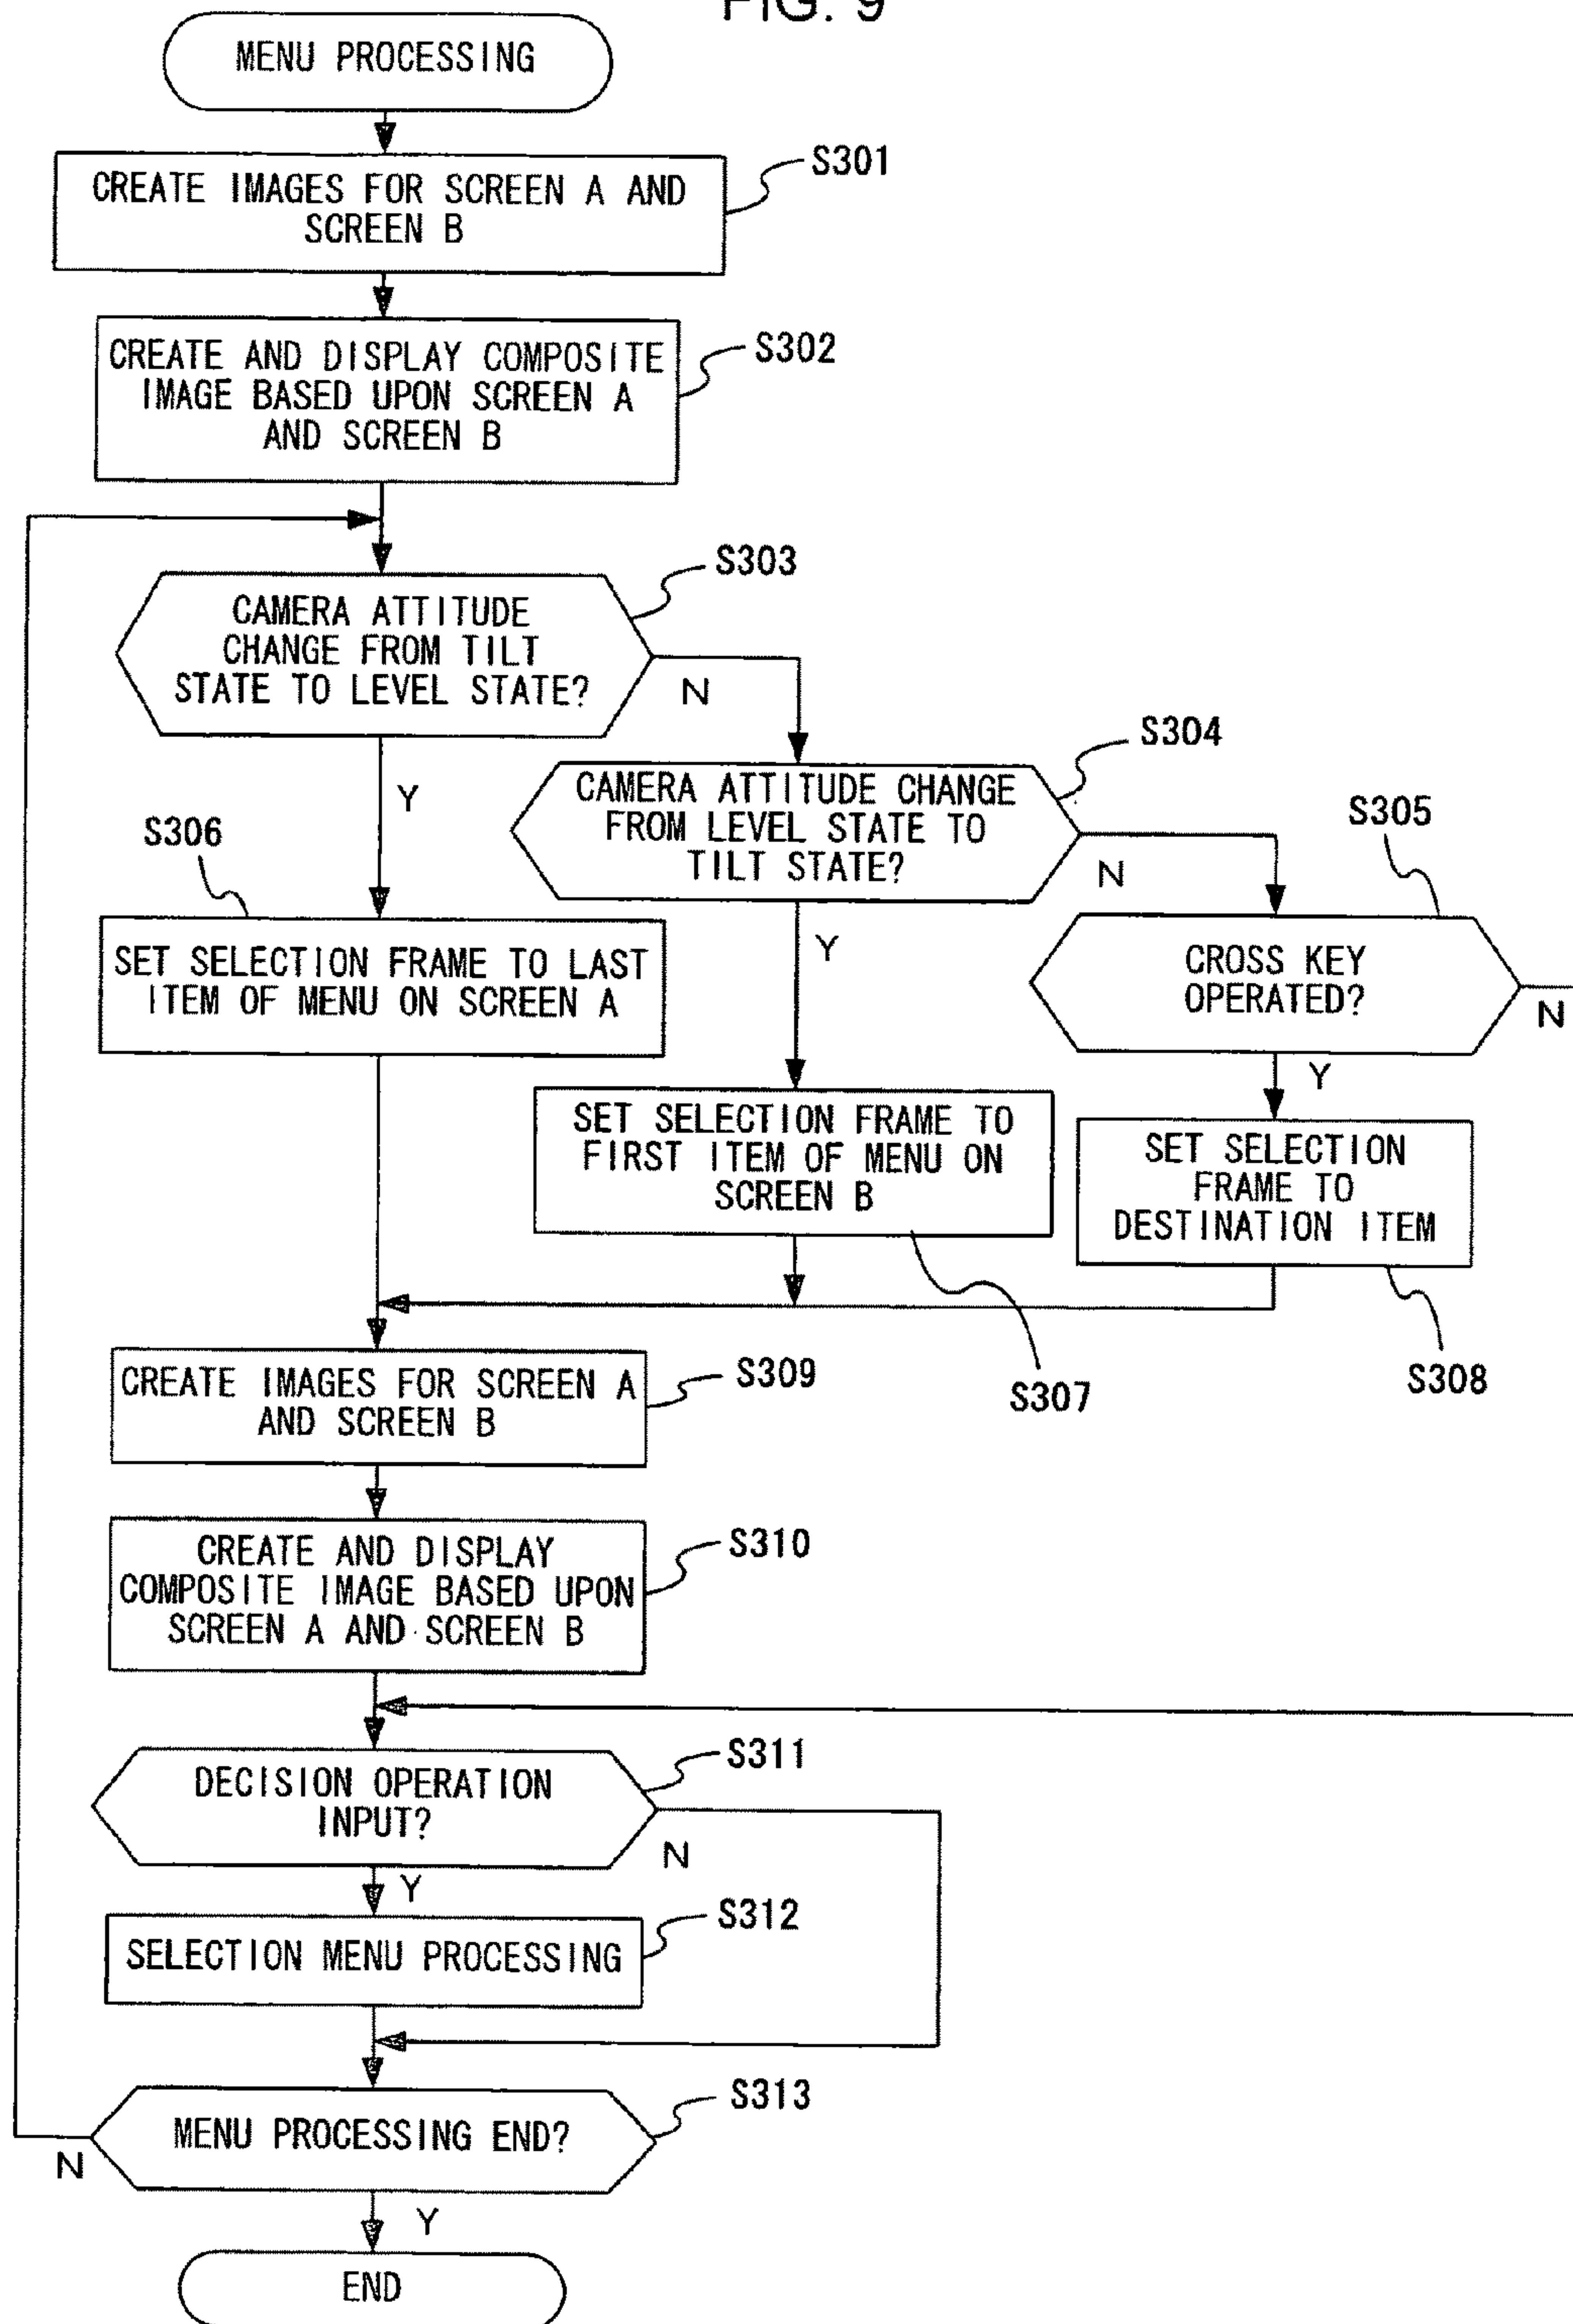 FIG. 9
MENU PROCESSING
S301
CREATE IMAGES FOR SCREEN A AND
SCREEN B
S302
CREATE AND DISPLAY COMPOSITE
IMAGE BASED UPON SCREEN A
AND SCREEN B
S303
CAMERA ATTITUDE
CHANGE FROM TILT
STATE TO LEVEL STATE?
N
Y
S304
CAMERA ATTITUDE CHANGE
FROM LEVEL STATE TO
TILT STATE?
N
Y
S305
CROSS KEY
OPERATED?
N
Y
S306
SET SELECTION FRAME TO LAST
ITEM OF MENU ON SCREEN A
SET SELECTION FRAME TO
FIRST ITEM OF MENU ON
SCREEN B
S307
SET SELECTION
FRAME TO
DESTINATION ITEM
S308
S309
CREATE IMAGES FOR SCREEN A
AND SCREEN B
S310
CREATE AND DISPLAY
COMPOSITE IMAGE BASED UPON
SCREEN A AND SCREEN B
S311
DECISION OPERATION
INPUT?
N
Y
S312
SELECTION MENU PROCESSING
S313
MENU PROCESSING END?
N
Y
END